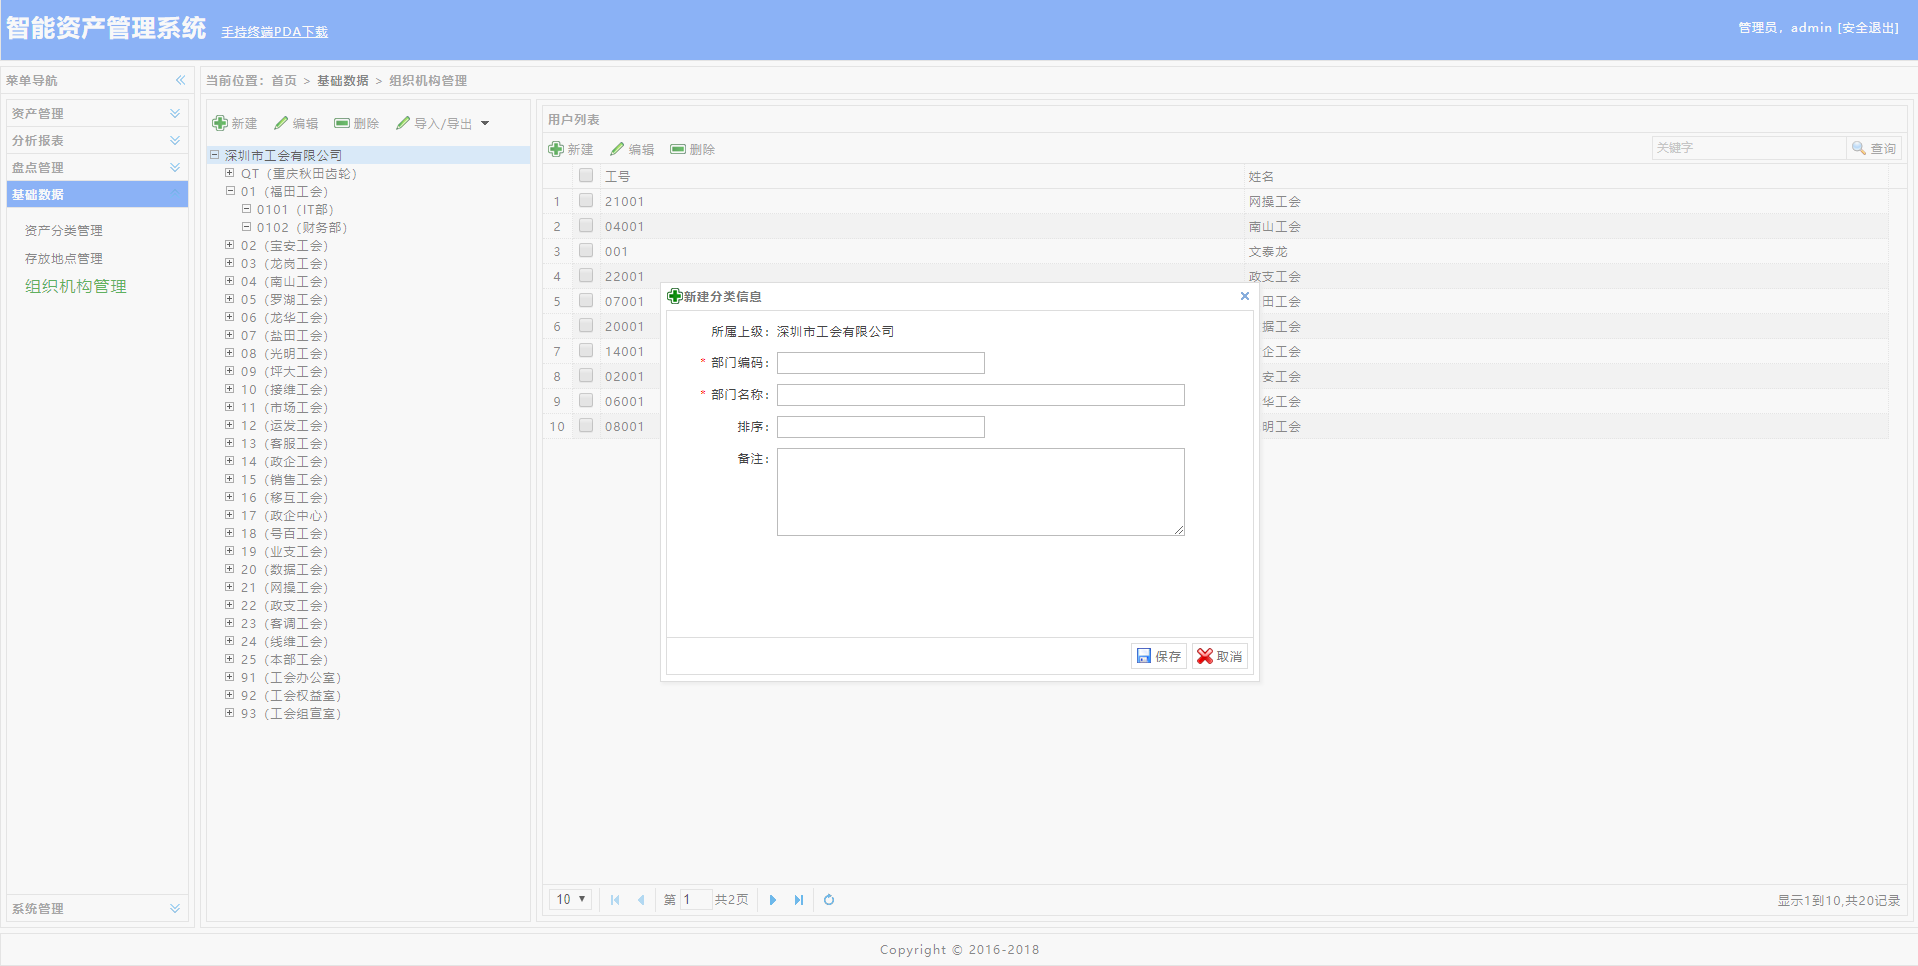 智能资产管理系统 手持终端PDA下载
管理员，admin [安全退出]
菜单导航
资产管理
分析报表
盘点管理
基础数据
资产分类管理
存放地点管理
组织机构管理
系统管理
当前位置：首页 > 基础数据 > 组织机构管理
新建 编辑 删除 导入/导出
深圳市工会有限公司
QT（重庆秋田齿轮）
01（福田工会）
0101（IT部）
0102（财务部）
02（宝安工会）
03（龙岗工会）
04（南山工会）
05（罗湖工会）
06（龙华工会）
07（盐田工会）
08（光明工会）
09（坪大工会）
10（接维工会）
11（市场工会）
12（运发工会）
13（客服工会）
14（政企工会）
15（销售工会）
16（移互工会）
17（政企中心）
18（号百工会）
19（业支工会）
20（数据工会）
21（网操工会）
22（政支工会）
23（客调工会）
24（线维工会）
25（本部工会）
91（工会办公室）
92（工会权益室）
93（工会组宣室）
用户列表
新建 编辑 删除 关键字 查询
工号 姓名
1 21001 网操工会
2 04001 南山工会
3 001 文泰龙
4 22001 政支工会
5 07001 田工会
6 20001 据工会
7 14001 企工会
8 02001 安工会
9 06001 华工会
10 08001 明工会
新建分类信息
所属上级：深圳市工会有限公司
* 部门编码：
* 部门名称：
排序：
备注：
保存 取消
10 第 1 共2页 显示1到10,共20记录
Copyright © 2016-2018